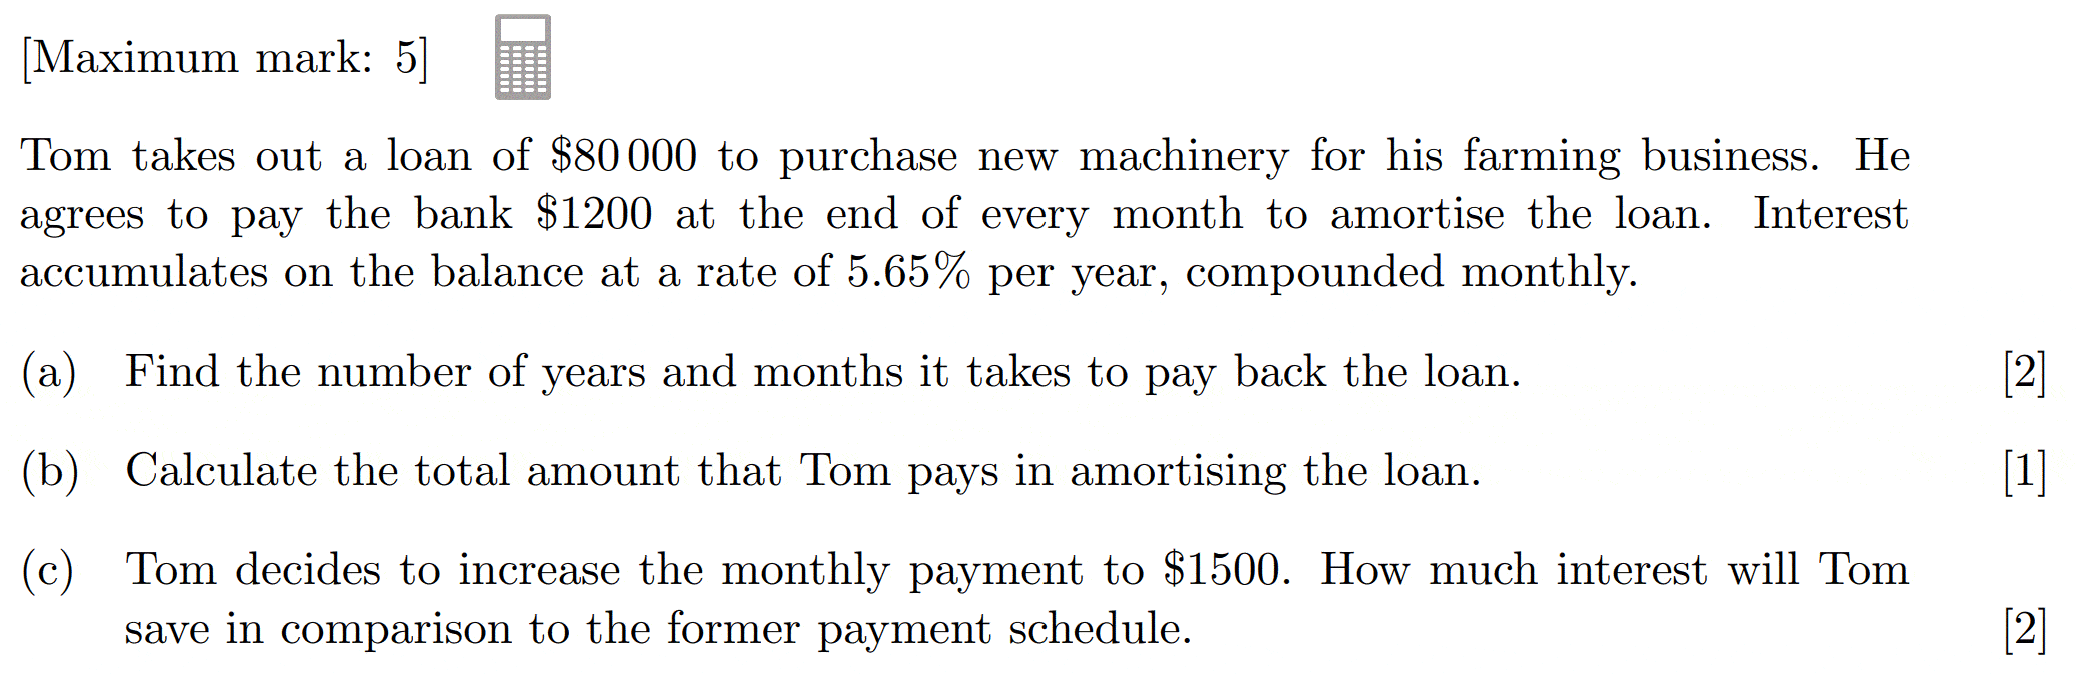 [Maximum mark: 5]
Tom takes out a loan of $80 000 to purchase new machinery for his farming business. He
agrees to pay the bank $1200 at the end of every month to amortise the loan. Interest
accumulates on the balance at a rate of 5.65% per year, compounded monthly.
(a) Find the number of years and months it takes to pay back the loan. [2]
(b) Calculate the total amount that Tom pays in amortising the loan. [1]
(c) Tom decides to increase the monthly payment to $1500. How much interest will Tom
save in comparison to the former payment schedule. [2]